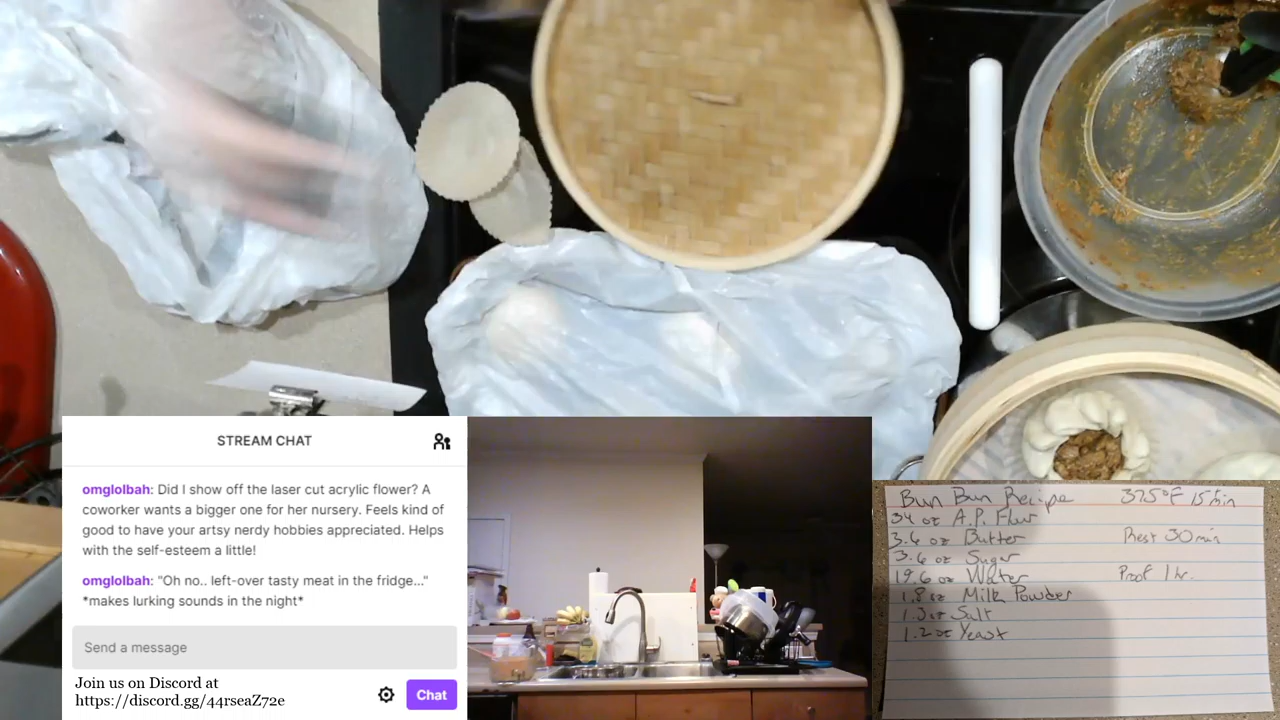 STREAM CHAT
omglolbah: Did I show off the laser cut acrylic flower? A
coworker wants a bigger one for her nursery. Feels kind of
good to have your artsy nerdy hobbies appreciated. Helps
with the self-esteem a little!
omglolbah: "Oh no.. left-over tasty meat in the fridge..."
*makes lurking sounds in the night*
Send a message
Join us on Discord at
https://discord.gg/44rseaZ72e
Chat
Bun Bun Recipe 375°F 15 min
34 oz A.P. Flour
3.6 oz Butter Rest 30 min
3.6 oz Sugar
19.6 oz Water Proof 1 hr.
1.8 oz Milk Powder
Salt
1.2 oz Yeast